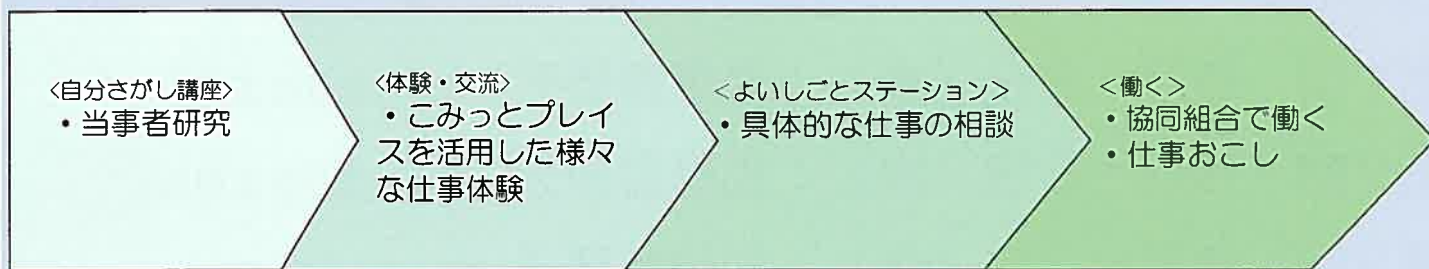 <自分さがし講座>
・当事者研究
<体験・交流>
・こみっとプレイ
スを活用した様々
な仕事体験
<よいしごとステーション>
・具体的な仕事の相談
<働く>
・協同組合で働く
・仕事おこし